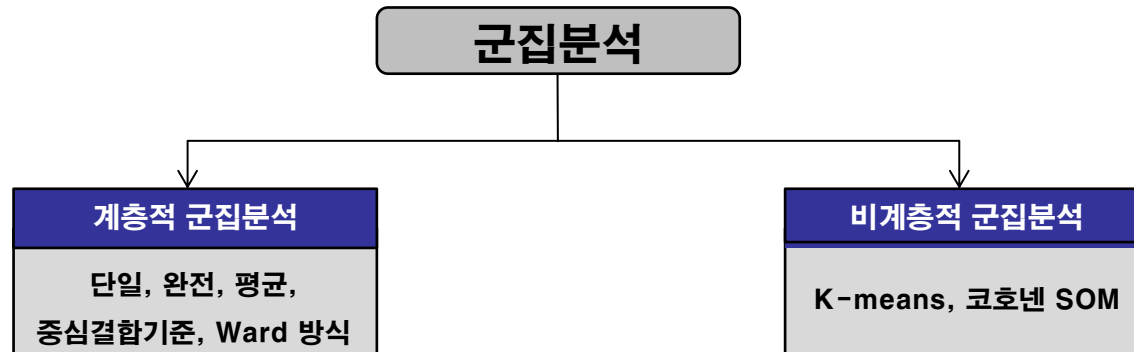 군집분석
계층적 군집분석
단일, 완전, 평균,
중심결합기준, Ward 방식
비계층적 군집분석
K-means, 코호넨 SOM